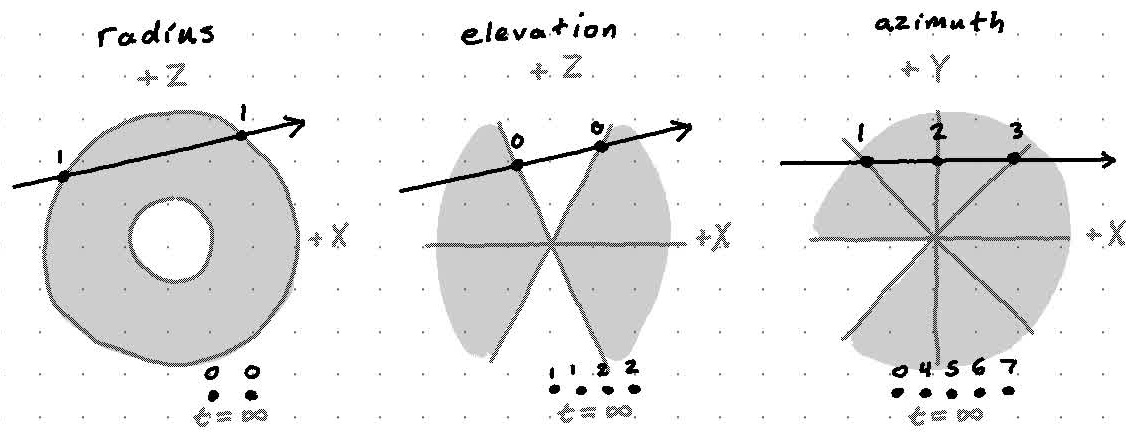 radius
+Z
1
1
+X
0 0
t=∞
elevation
+Z
0
0
+X
1 1 2 2
t=∞
azimuth
+Y
1 2 3
+X
0 4 5 6 7
t=∞